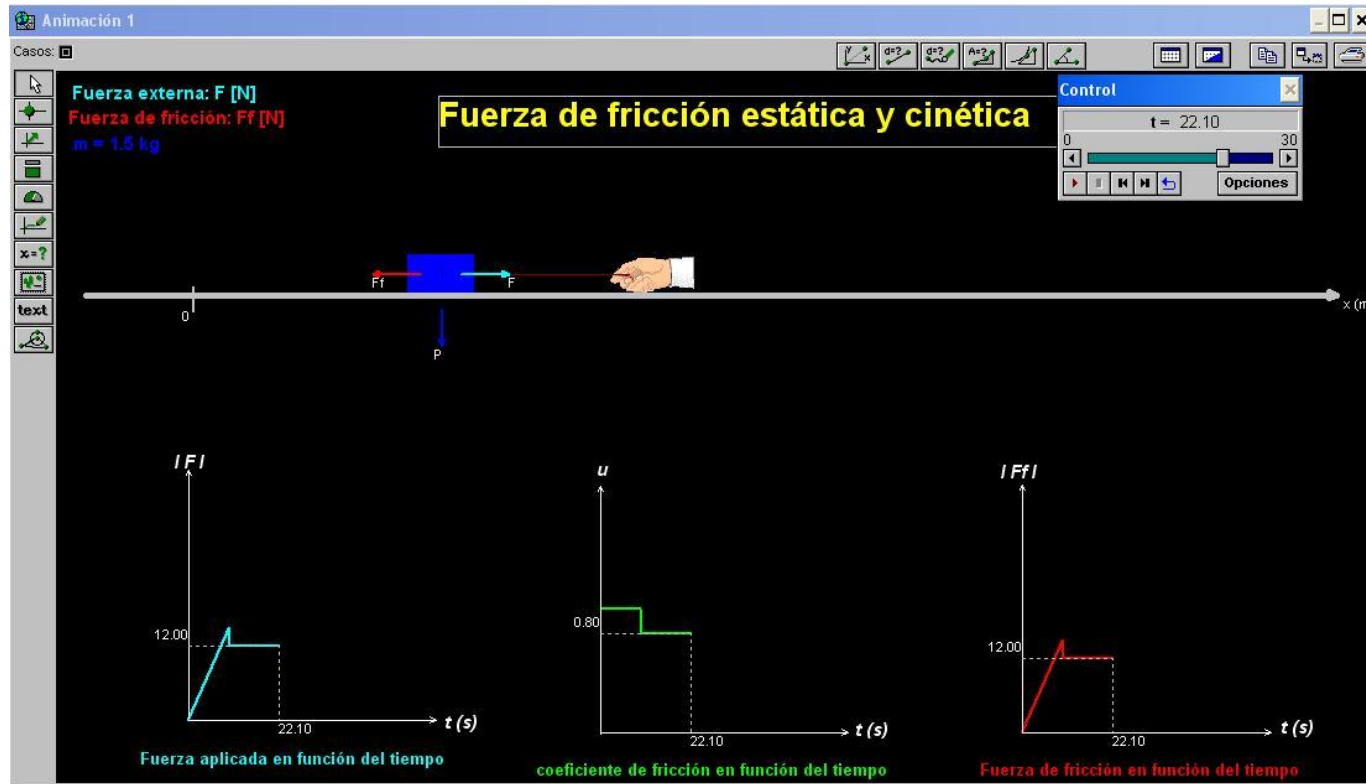 Animación 1
Casos:
Fuerza externa: F [N]
Fuerza de fricción: Ff [N]
m = 1.5 kg
Fuerza de fricción estática y cinética
Control
t = 22.10
0 30
Opciones
x=?
text
Ff
F
0
P
x (m
I F I
12.00
22.10
t (s)
Fuerza aplicada en función del tiempo
u
0.80
22.10
t (s)
coeficiente de fricción en función del tiempo
I Ff I
12.00
22.10
t (s)
Fuerza de fricción en función del tiempo